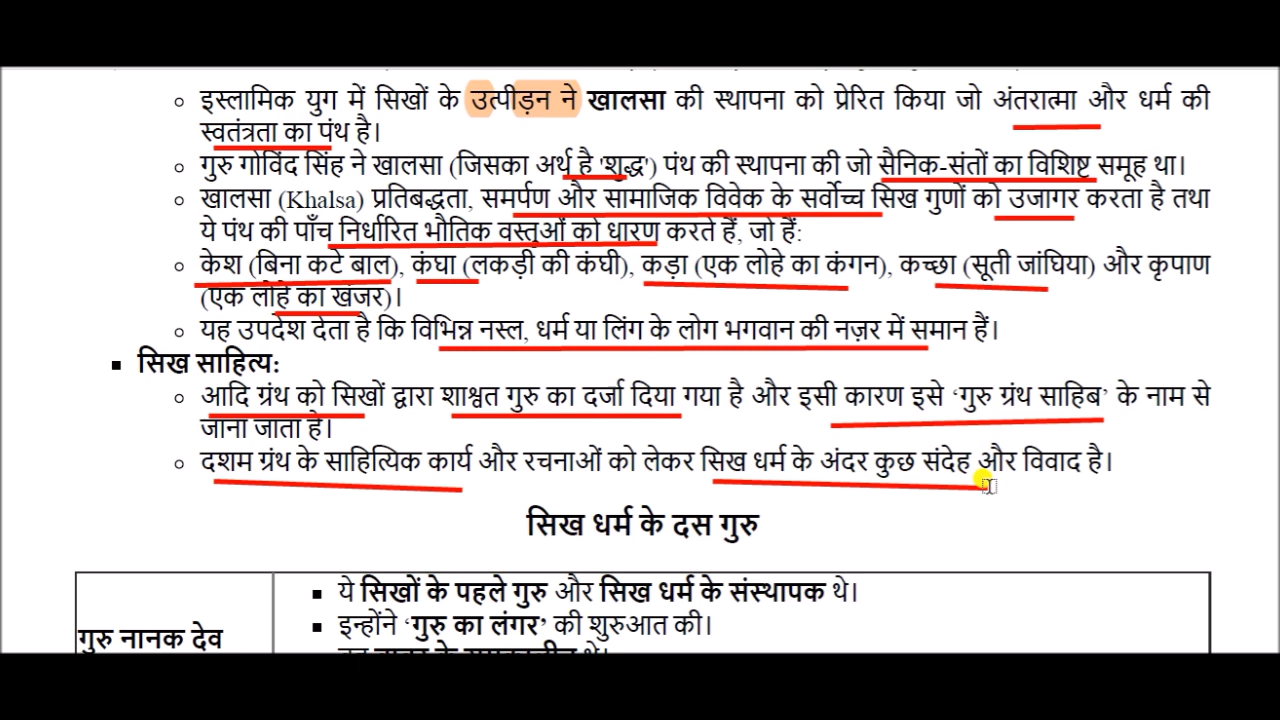 इस्लामिक युग में सिखों के उत्पीड़न ने खालसा की स्थापना को प्रेरित किया जो अंतरात्मा और धर्म की
स्वतंत्रता का पंथ है।
गुरु गोविंद सिंह ने खालसा (जिसका अर्थ है 'शुद्ध') पंथ की स्थापना की जो सैनिक-संतों का विशिष्ट समूह था।
खालसा (Khalsa) प्रतिबद्धता, समर्पण और सामाजिक विवेक के सर्वोच्च सिख गुणों को उजागर करता है तथा
ये पंथ की पाँच निर्धारित भौतिक वस्तुओं को धारण करते हैं, जो हैं:
केश (बिना कटे बाल), कंघा (लकड़ी की कंघी), कड़ा (एक लोहे का कंगन), कच्छा (सूती जांघिया) और कृपाण
(एक लोहे का खंजर)।
यह उपदेश देता है कि विभिन्न नस्ल, धर्म या लिंग के लोग भगवान की नज़र में समान हैं।
सिख साहित्य:
आदि ग्रंथ को सिखों द्वारा शाश्वत गुरु का दर्जा दिया गया है और इसी कारण इसे ‘गुरु ग्रंथ साहिब’ के नाम से
जाना जाता है।
दशम ग्रंथ के साहित्यिक कार्य और रचनाओं को लेकर सिख धर्म के अंदर कुछ संदेह और विवाद है।
सिख धर्म के दस गुरु
ये सिखों के पहले गुरु और सिख धर्म के संस्थापक थे।
इन्होंने ‘गुरु का लंगर’ की शुरुआत की।
गुरु नानक देव